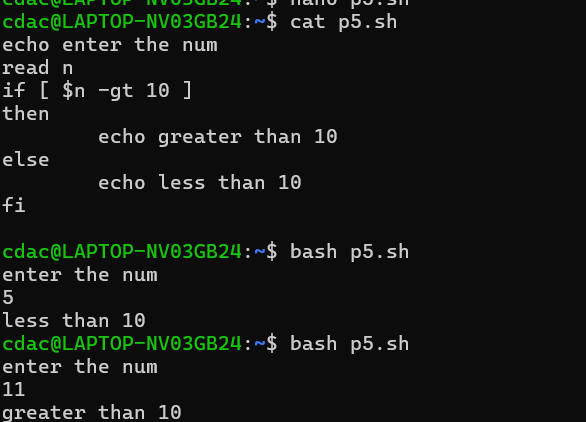 cdac@LAPTOP-NV03GB24:~$ nano p5.sh
cdac@LAPTOP-NV03GB24:~$ cat p5.sh
echo enter the num
read n
if [ $n -gt 10 ]
then
        echo greater than 10
else
        echo less than 10
fi

cdac@LAPTOP-NV03GB24:~$ bash p5.sh
enter the num
5
less than 10
cdac@LAPTOP-NV03GB24:~$ bash p5.sh
enter the num
11
greater than 10